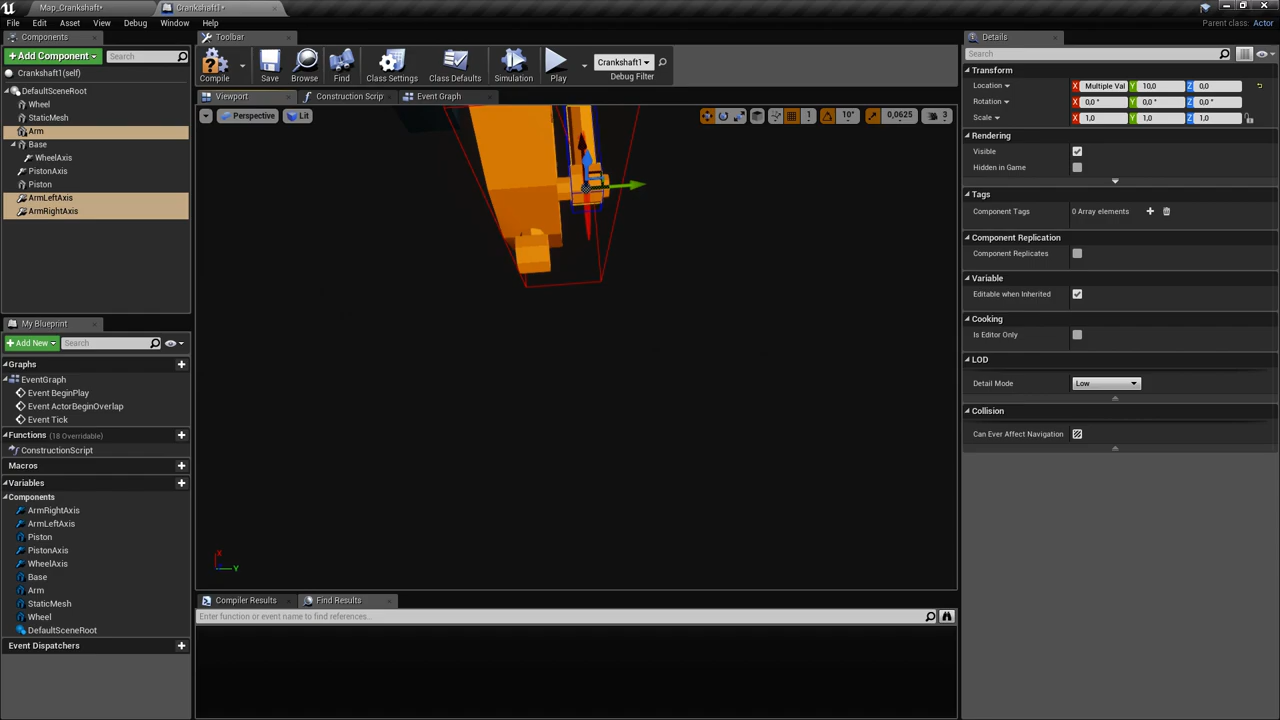 Map_Crankshaft*
Crankshaft1*
Parent class: Actor
File Edit Asset View Debug Window Help
Components
+Add Component
Search
Crankshaft1(self)
DefaultSceneRoot
Wheel
StaticMesh
Arm
Base
WheelAxis
PistonAxis
Piston
ArmLeftAxis
ArmRightAxis
My Blueprint
+Add New
Search
Graphs
EventGraph
Event BeginPlay
Event ActorBeginOverlap
Event Tick
Functions (18 Overridable)
ConstructionScript
Macros
Variables
Components
ArmRightAxis
ArmLeftAxis
Piston
PistonAxis
WheelAxis
Base
Arm
StaticMesh
Wheel
DefaultSceneRoot
Event Dispatchers
Toolbar
Compile Save Browse Find Class Settings Class Defaults Simulation Play
Crankshaft1
Debug Filter
Viewport Construction Scrip Event Graph
Perspective Lit
1 10° 0,0625 3
X
Y
Compiler Results Find Results
Enter function or event name to find references...
Details
Search
Transform
Location X Multiple Val Y 10,0 Z 0,0
Rotation X 0,0 ° Y 0,0 ° Z 0,0 °
Scale X 1,0 Y 1,0 Z 1,0
Rendering
Visible
Hidden in Game
Tags
Component Tags 0 Array elements
Component Replication
Component Replicates
Variable
Editable when Inherited
Cooking
Is Editor Only
LOD
Detail Mode Low
Collision
Can Ever Affect Navigation